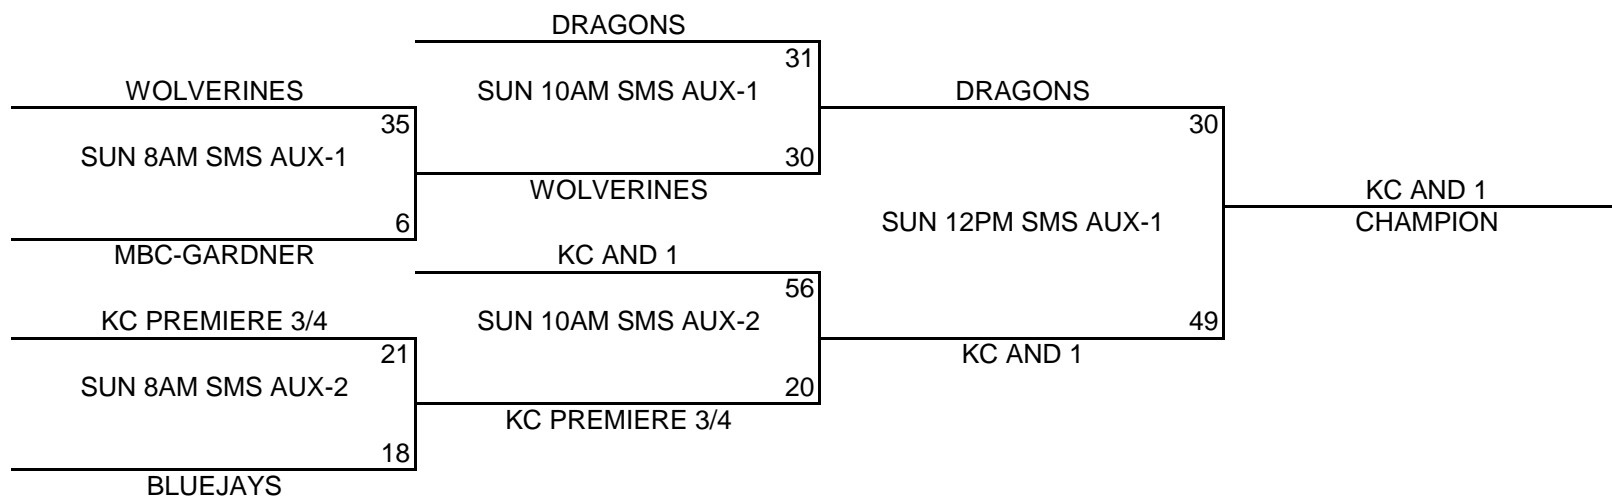 DRAGONS
31
WOLVERINES
SUN 10AM SMS AUX-1
DRAGONS
35
30
SUN 8AM SMS AUX-1
30
WOLVERINES
KC AND 1
6
SUN 12PM SMS AUX-1
CHAMPION
MBC-GARDNER
KC AND 1
56
KC PREMIERE 3/4
SUN 10AM SMS AUX-2
49
21
KC AND 1
SUN 8AM SMS AUX-2
20
KC PREMIERE 3/4
18
BLUEJAYS